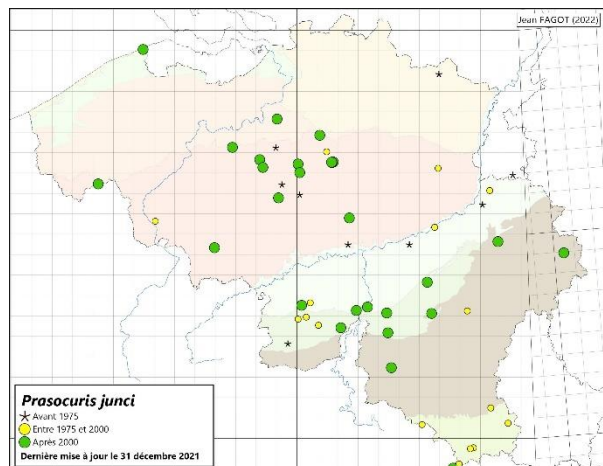 Jean FAGOT (2022)
Prasocuris junci
Avant 1975
Entre 1975 et 2000
Après 2000
Dernière mise à jour le 31 décembre 2021